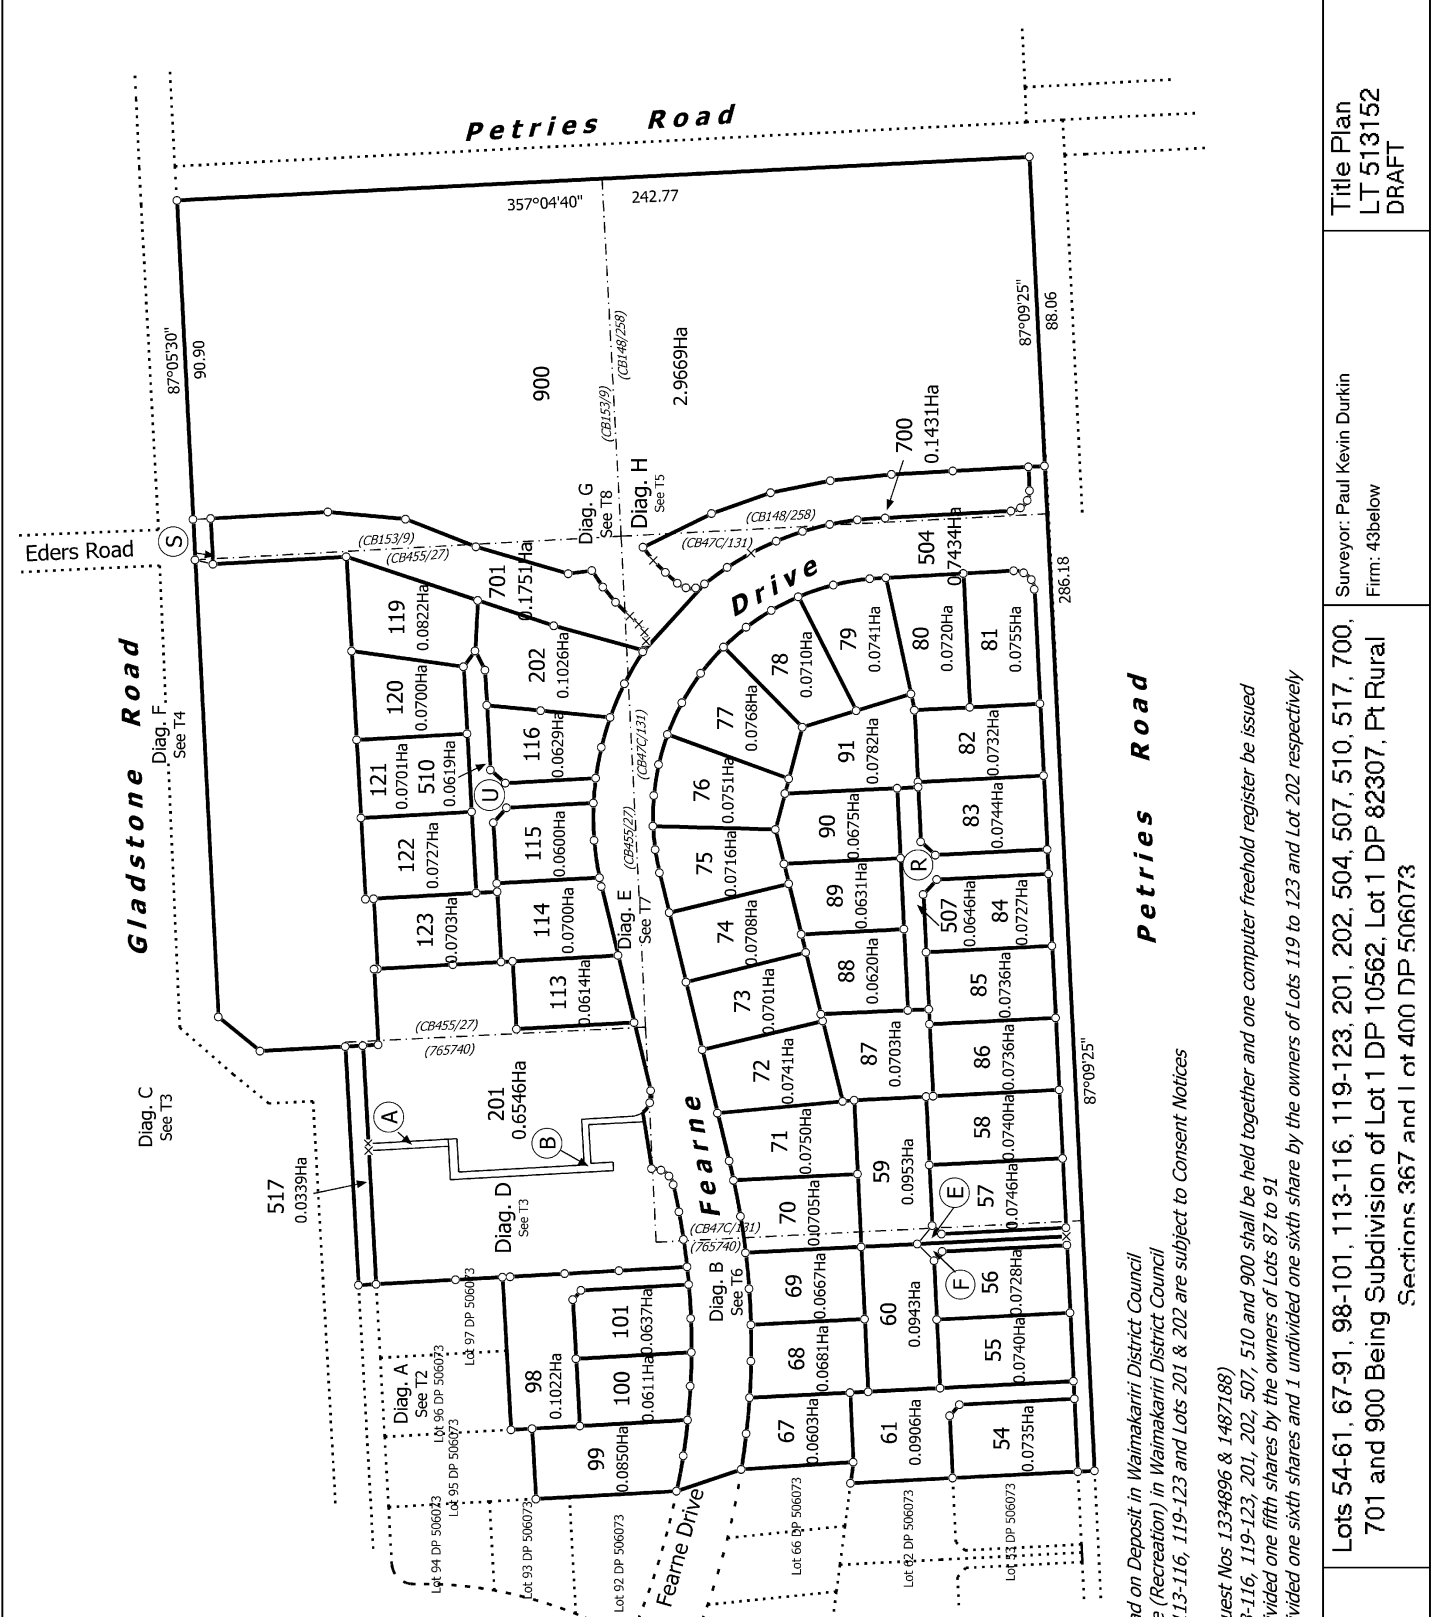 Petries Road
357°04'40"
242.77
87°05'30"
90.90
87°09'25"
88.06
900
2.9669Ha
(CB148/258)
(CB153/9)
Diag. G
See T8
Diag. H
See T5
700
0.1431Ha
Eders Road
S
(CB153/9)
(CB455/27)
(CB148/258)
(CB47C/131)
701
0.1751Ha
504
0.7434Ha
286.18
Gladstone Road
Diag. F
See T4
119
0.0822Ha
120
0.0700Ha
121
0.0701Ha
510
0.0619Ha
U
122
0.0727Ha
123
0.0703Ha
202
0.1026Ha
116
0.0629Ha
115
0.0600Ha
114
0.0700Ha
113
0.0614Ha
Diag. E
See T7
(CB47C/131)
(CB455/27)
Fearne Drive
81
0.0755Ha
80
0.0720Ha
79
0.0741Ha
78
0.0710Ha
77
0.0768Ha
76
0.0751Ha
75
0.0716Ha
74
0.0708Ha
73
0.0701Ha
72
0.0741Ha
71
0.0750Ha
70
0.0705Ha
69
0.0667Ha
68
0.0681Ha
67
0.0603Ha
91
0.0782Ha
90
0.0675Ha
89
0.0631Ha
88
0.0620Ha
87
0.0703Ha
82
0.0732Ha
83
0.0744Ha
R
507
0.0646Ha
84
0.0727Ha
85
0.0736Ha
86
0.0736Ha
58
0.0740Ha
57
0.0746Ha
E
F
59
0.0953Ha
60
0.0943Ha
56
0.0728Ha
55
0.0740Ha
61
0.0906Ha
54
0.0735Ha
Petries Road
87°09'25"
(CB455/27)
(765740)
201
0.6546Ha
A
B
Diag. C
See T3
517
0.0339Ha
Diag. D
See T3
(CB47C/131)
(765740)
Diag. B
See T6
101
0.0637Ha
100
0.0611Ha
98
0.1022Ha
99
0.0850Ha
Diag. A
See T2
Lot 97 DP 506073
Lot 96 DP 506073
Lot 95 DP 506073
Lot 94 DP 506073
Lot 93 DP 506073
Lot 92 DP 506073
Fearne Drive
Lot 66 DP 506073
Lot 62 DP 506073
Lot 53 DP 506073
on Deposit in Waimakariri District Council
(Recreation) in Waimakariri District Council
113-116, 119-123 and Lots 201 & 202 are subject to Consent Notices
Nos 1334896 & 1487188)
119-123, 201, 202, 507, 510 and 900 shall be held together and one computer freehold register be issued
one fifth shares by the owners of Lots 87 to 91
one sixth shares and 1 undivided one sixth share by the owners of Lots 119 to 123 and Lot 202 respectively
Lots 54-61, 67-91, 98-101, 113-116, 119-123, 201, 202, 504, 507, 510, 517, 700,
701 and 900 Being Subdivision of Lot 1 DP 10562, Lot 1 DP 82307, Pt Rural
Sections 367 and Lot 400 DP 506073
Surveyor: Paul Kevin Durkin
Firm: 43below
Title Plan
LT 513152
DRAFT